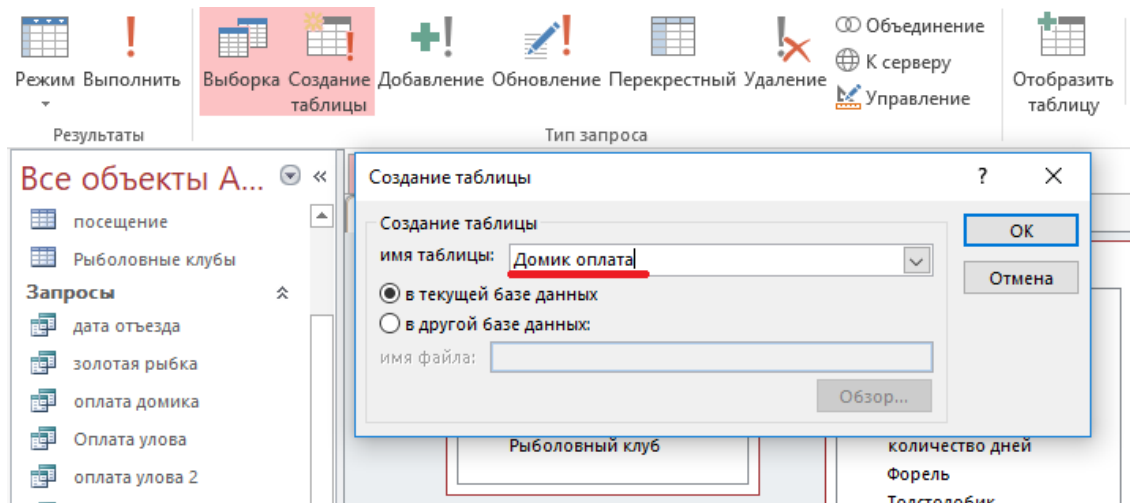 Режим Выполнить
Выборка Создание таблицы Добавление Обновление Перекрестный Удаление
Объединение
К серверу
Управление
Отобразить таблицу
Результаты
Тип запроса
Все объекты A... «
посещение
Рыболовные клубы
Запросы
дата отъезда
золотая рыбка
оплата домика
Оплата улова
оплата улова 2
Создание таблицы ?
Создание таблицы
имя таблицы: Домик оплата
в текущей базе данных
в другой базе данных:
имя файла:
Обзор...
ОК
Отмена
Рыболовный клуб
количество дней
Форель
Толстолобик